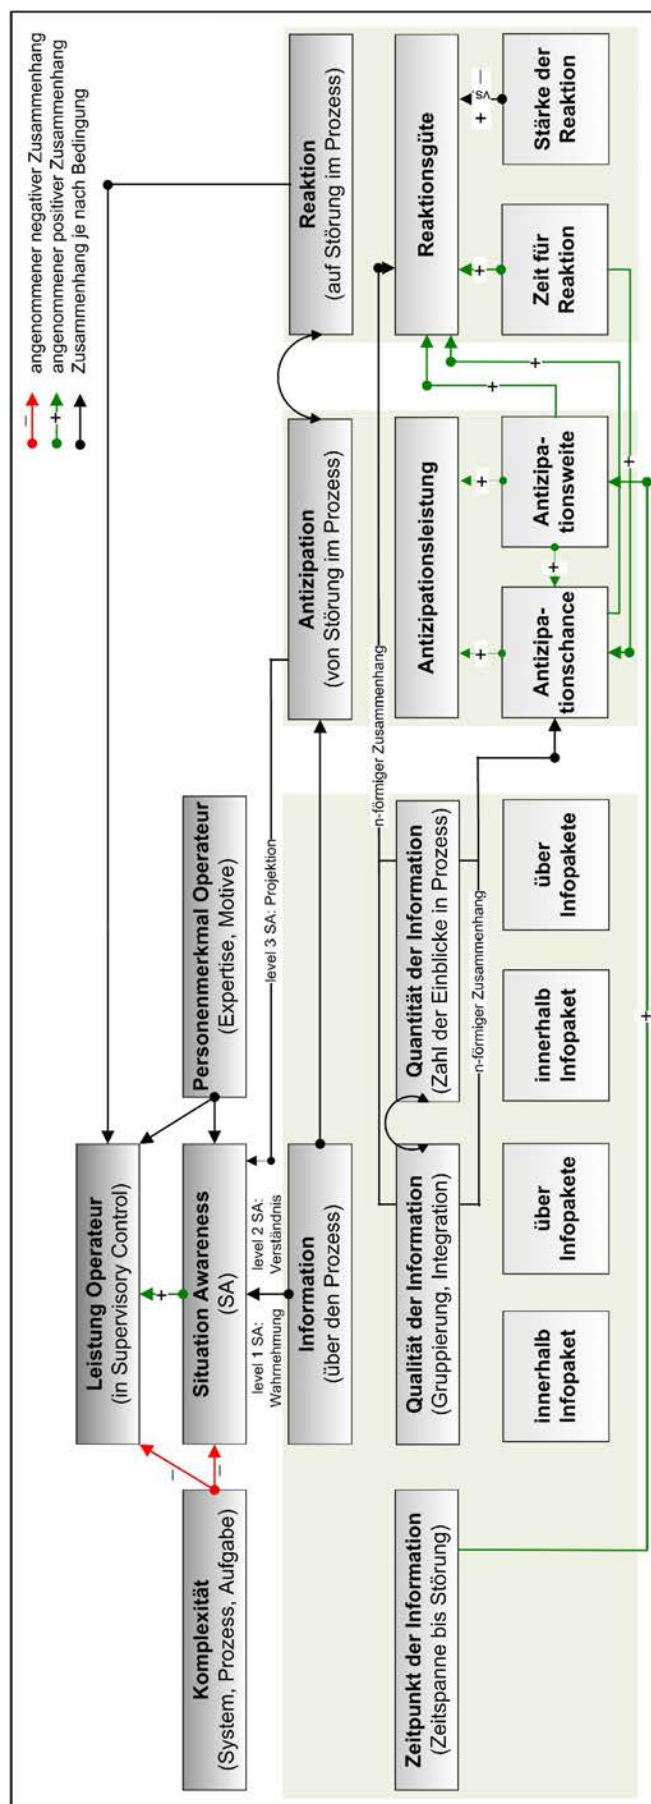 angenommener negativer Zusammenhang
angenommener positiver Zusammenhang
Zusammenhang je nach Bedingung
–
+
Leistung Operateur
(in Supervisory Control)
–
+
Komplexität
(System, Prozess, Aufgabe)
–
Situation Awareness
(SA)
Personenmerkmal Operateur
(Expertise, Motive)
level 1 SA:
Wahrnehmung
level 2 SA:
Verständnis
level 3 SA: Projektion
Information
(über den Prozess)
Antizipation
(von Störung im Prozess)
Reaktion
(auf Störung im Prozess)
n-förmiger Zusammenhang
Zeitpunkt der Information
(Zeitspanne bis Störung)
Qualität der Information
(Gruppierung, Integration)
Quantität der Information
(Zahl der Einblicke in Prozess)
Antizipationsleistung
Reaktionsgüte
n-förmiger Zusammenhang
+
+
+
+
+
+ vs. –
innerhalb
Infopaket
über
Infopakete
innerhalb
Infopaket
über
Infopakete
Antizipa-
tionschance
+
Antizipa-
tionsweite
Zeit für
Reaktion
Stärke der
Reaktion
+
+